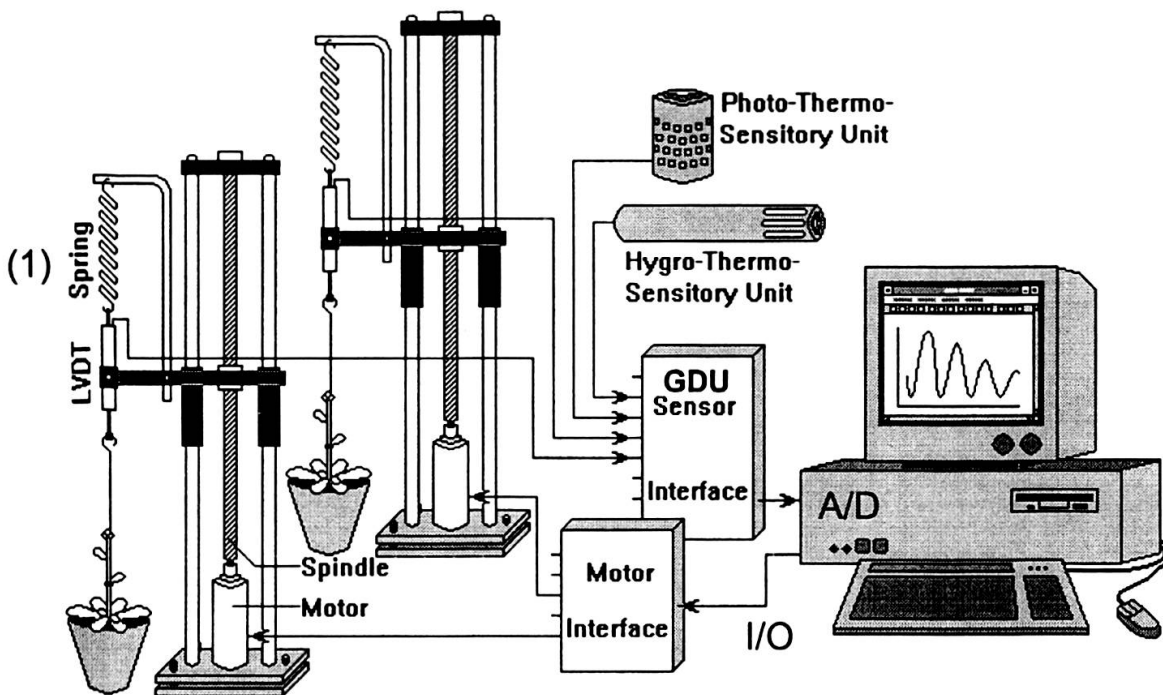 Photo-Thermo-
Sensitory Unit
(1)
Spring
Hygro-Thermo-
Sensitory Unit
LVDT
GDU
Sensor
Interface
A/D
Spindle
Motor
Motor
Interface
I/O